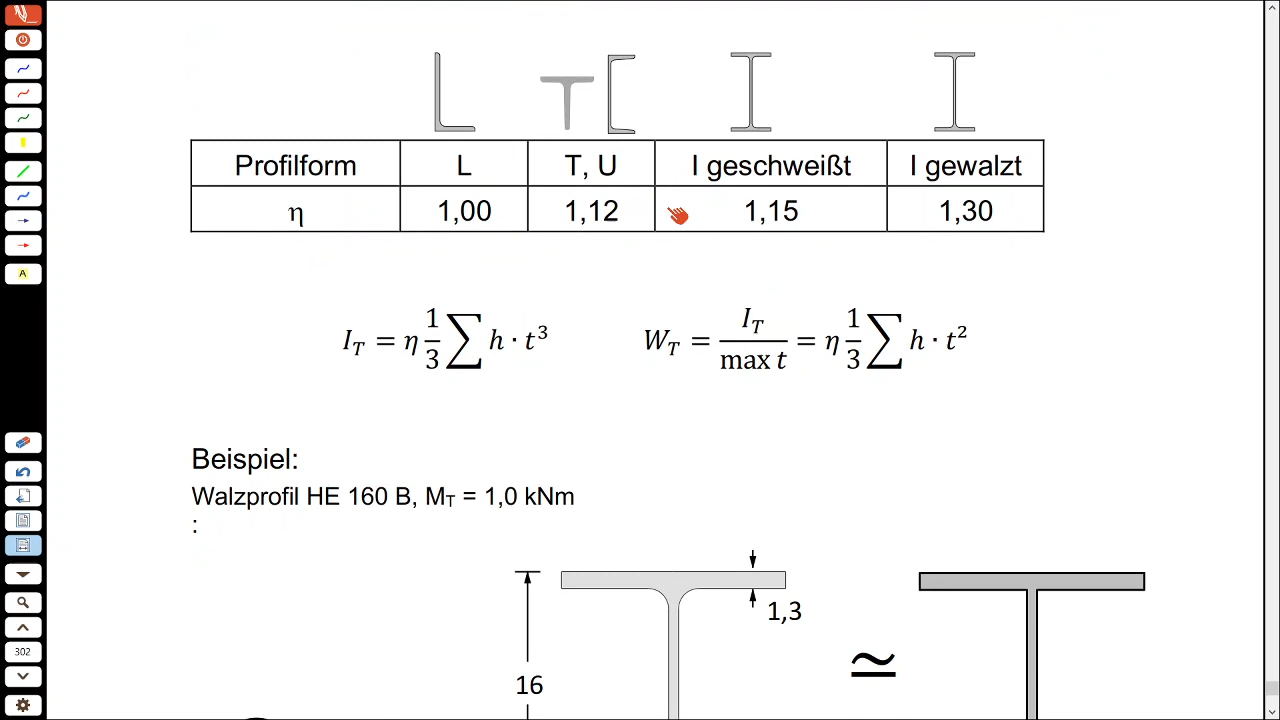 Profilform L T, U I geschweißt I gewalzt
η 1,00 1,12 1,15 1,30
I_T = η 1/3 ∑ h · t³
W_T = I_T / max t = η 1/3 ∑ h · t²
Beispiel:
Walzprofil HE 160 B, M_T = 1,0 kNm
:
1,3
≃
16
A
302